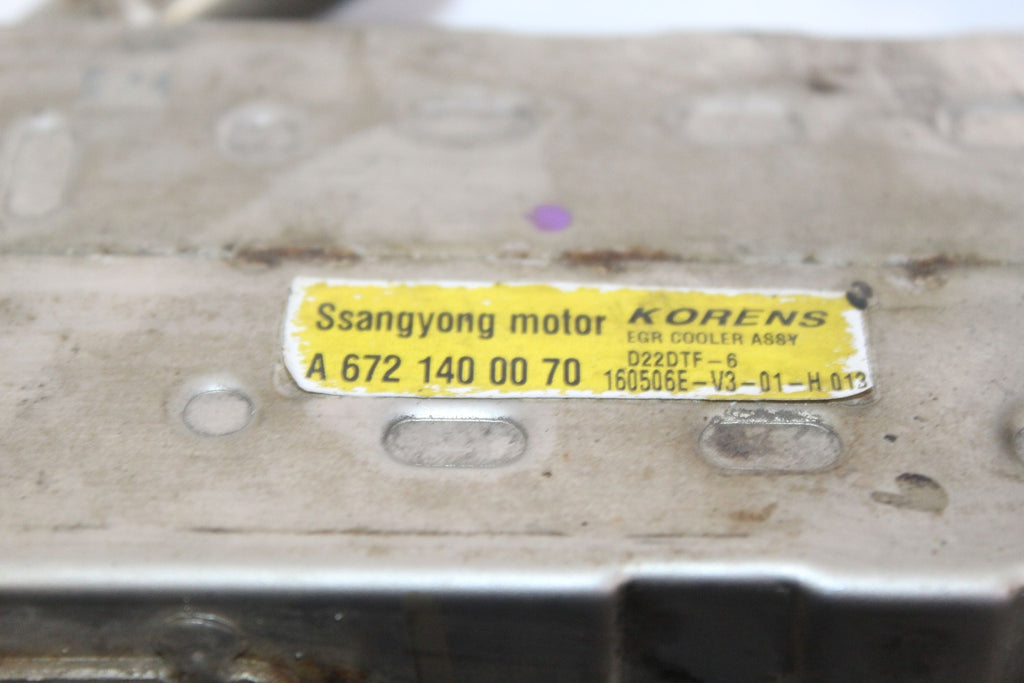 Ssangyong motor
A 672 140 00 70
KORENS
EGR COOLER ASSY
D22DTF-6
160506E-V3-01-H 013